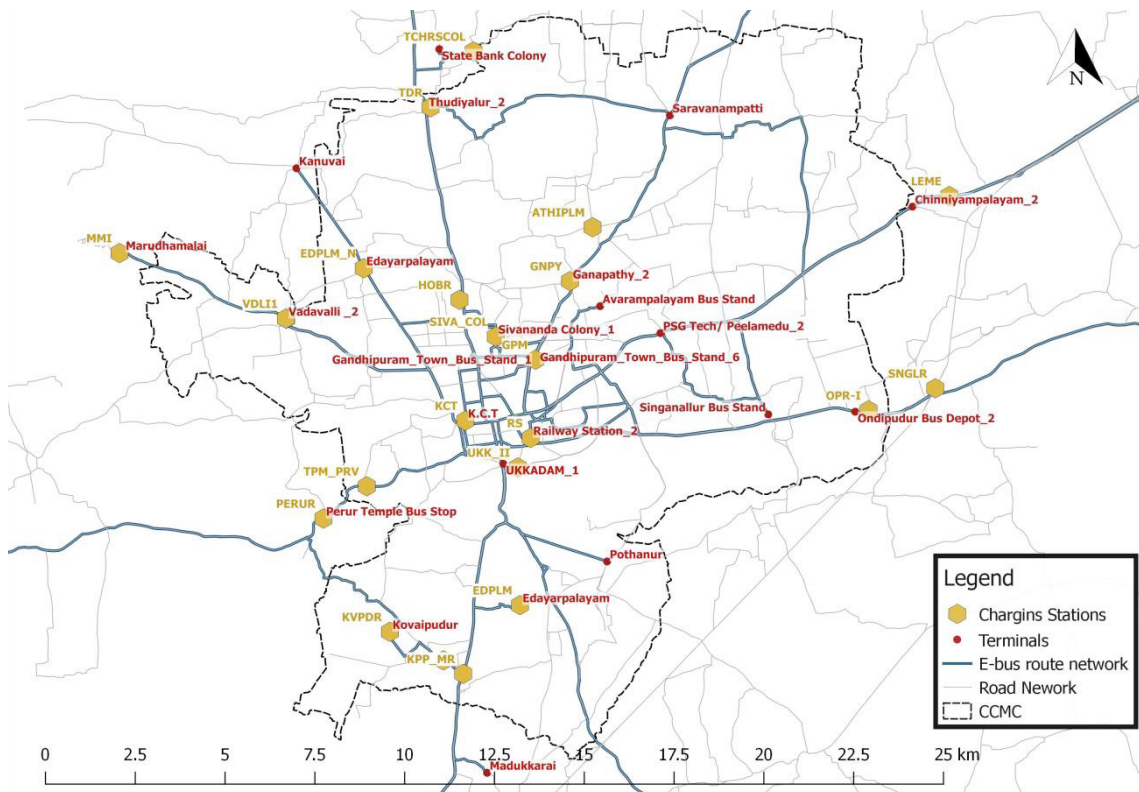 TCHRSCOL
State Bank Colony
N
TDR
Thudiyalur_2
Saravanampatti
Kanuvai
LEME
Chinniyampalayam_2
ATHIPLM
MMI
Marudhamalai
EDPLM_N
Edayarpalayam
GNPY
Ganapathy_2
HOBR
Avarampalayam Bus Stand
VDLI1
Vadavalli _2
SIVA_COL
Sivananda Colony_1
PSG Tech/ Peelamedu_2
GPM
Gandhipuram_Town_Bus_Stand_1
Gandhipuram_Town_Bus_Stand_6
SNGLR
OPR-I
KCT
K.C.T
Singanallur Bus Stand
Ondipudur Bus Depot_2
RS
Railway Station_2
UKK_II
UKKADAM_1
TPM_PRV
PERUR
Perur Temple Bus Stop
Pothanur
EDPLM
Edayarpalayam
KVPDR
Kovaipudur
KPP_MR
Madukkarai
Legend
Chargins Stations
Terminals
E-bus route network
Road Nework
CCMC
0 2.5 5 7.5 10 12.5 15 17.5 20 22.5 25 km